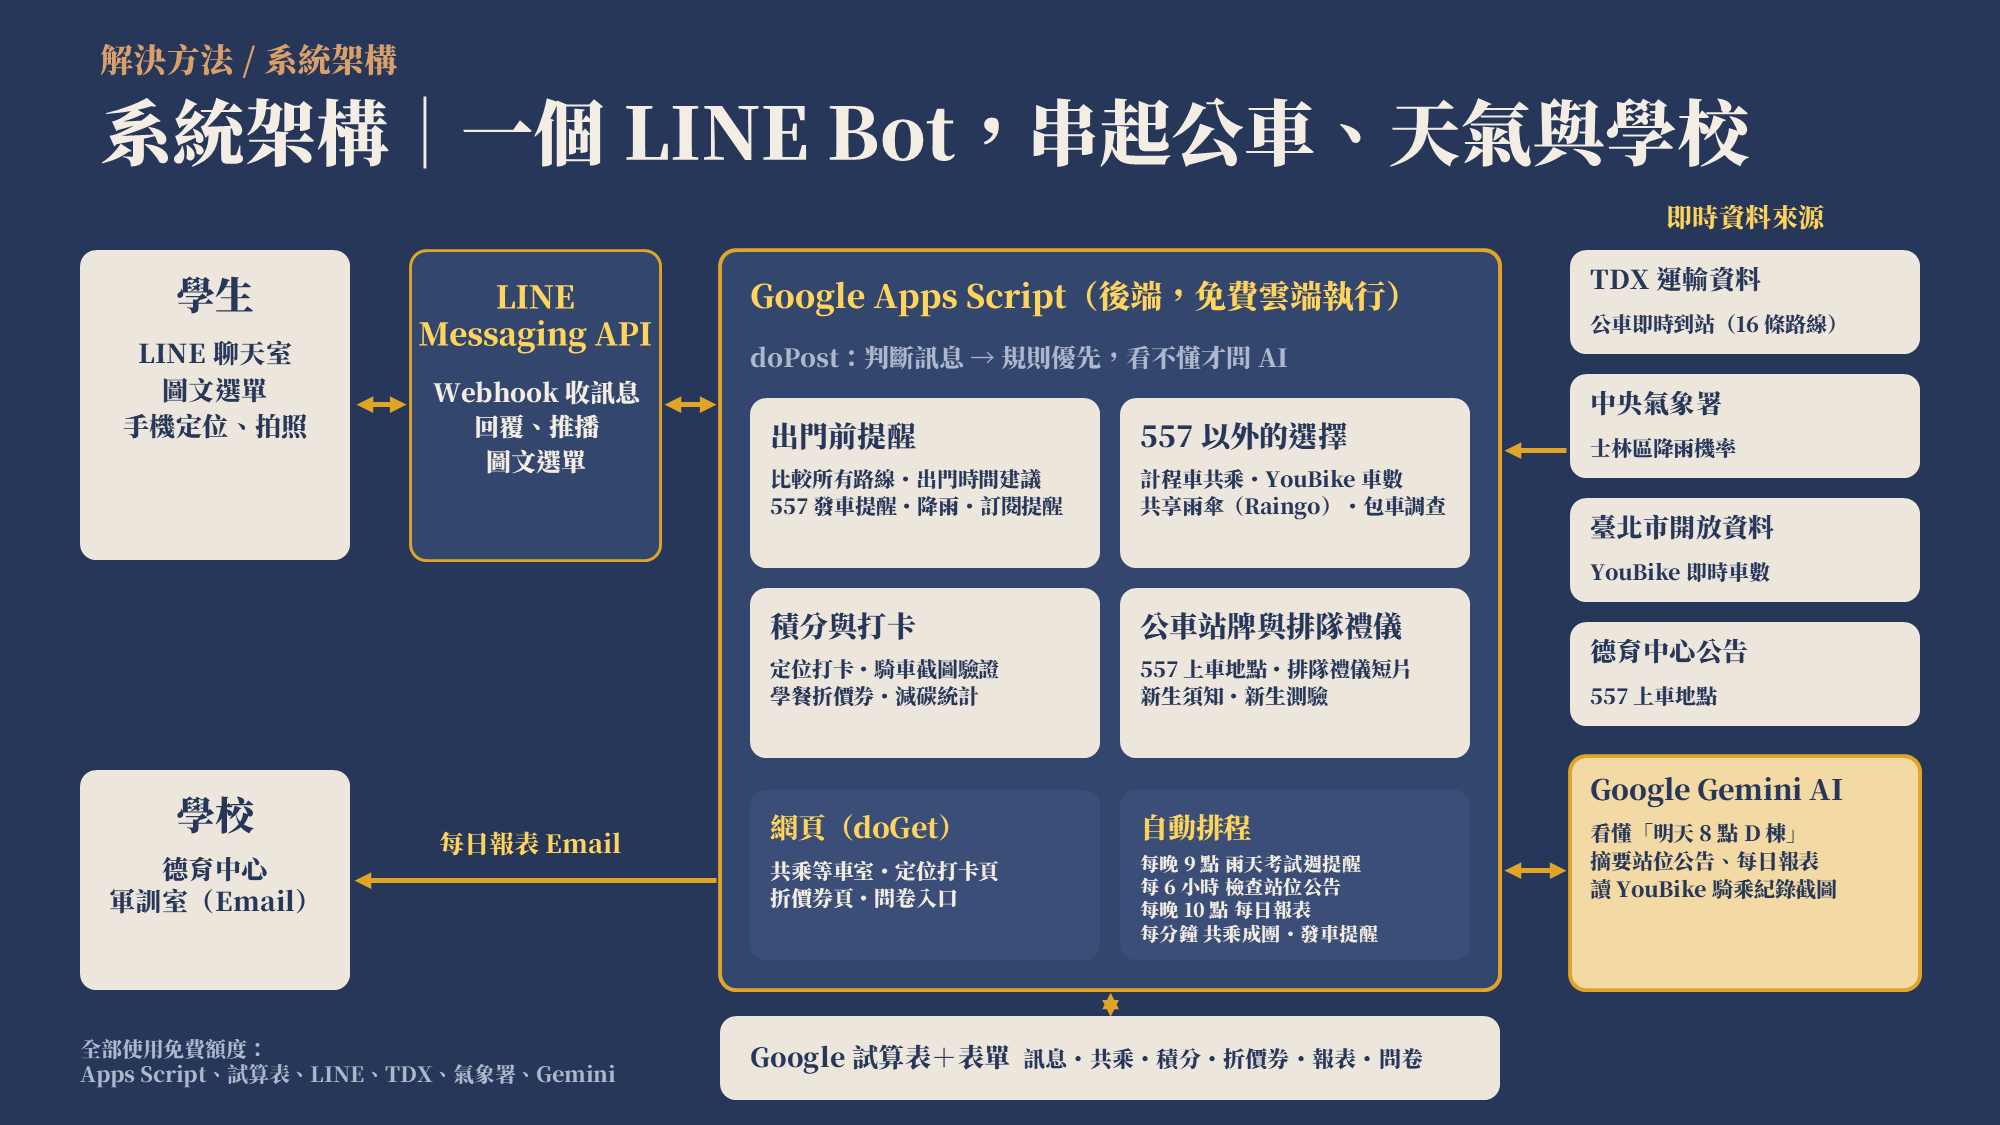 解決方法 / 系統架構
系統架構｜一個 LINE Bot，串起公車、天氣與學校
學生
LINE 聊天室
圖文選單
手機定位、拍照
LINE
Messaging API
Webhook 收訊息
回覆、推播
圖文選單
Google Apps Script（後端，免費雲端執行）
doPost：判斷訊息 → 規則優先，看不懂才問 AI
出門前提醒
比較所有路線・出門時間建議
557 發車提醒・降雨・訂閱提醒
557 以外的選擇
計程車共乘・YouBike 車數
共享雨傘（Raingo）・包車調查
積分與打卡
定位打卡・騎車截圖驗證
學餐折價券・減碳統計
公車站牌與排隊禮儀
557 上車地點・排隊禮儀短片
新生須知・新生測驗
網頁（doGet）
共乘等車室・定位打卡頁
折價券頁・問卷入口
自動排程
每晚 9 點 雨天考試週提醒
每 6 小時 檢查站位公告
每晚 10 點 每日報表
每分鐘 共乘成團・發車提醒
即時資料來源
TDX 運輸資料
公車即時到站（16 條路線）
中央氣象署
士林區降雨機率
臺北市開放資料
YouBike 即時車數
德育中心公告
557 上車地點
Google Gemini AI
看懂「明天 8 點 D 棟」
摘要站位公告、每日報表
讀 YouBike 騎乘紀錄截圖
學校
德育中心
軍訓室（Email）
每日報表 Email
Google 試算表＋表單 訊息・共乘・積分・折價券・報表・問卷
全部使用免費額度：
Apps Script、試算表、LINE、TDX、氣象署、Gemini